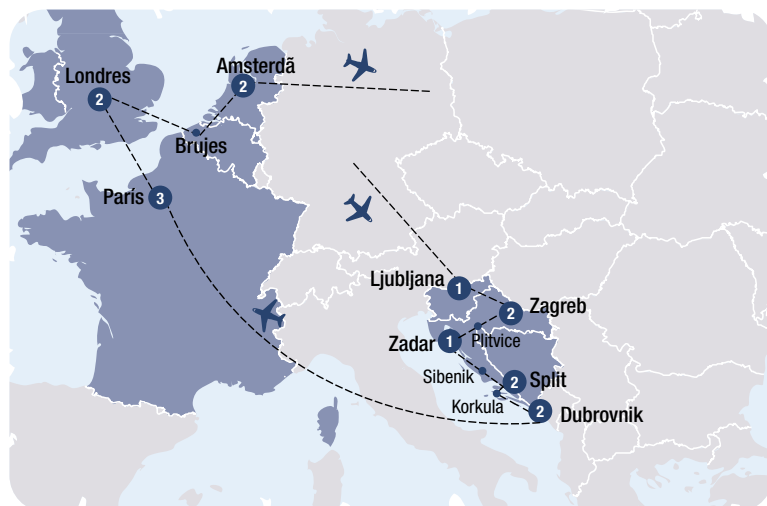 Londres
2
Amsterdã
2
Brujes
París
3
Ljubljana
1
2
Zagreb
Zadar
1
Plitvice
Sibenik
2
Split
Korkula
2
Dubrovnik